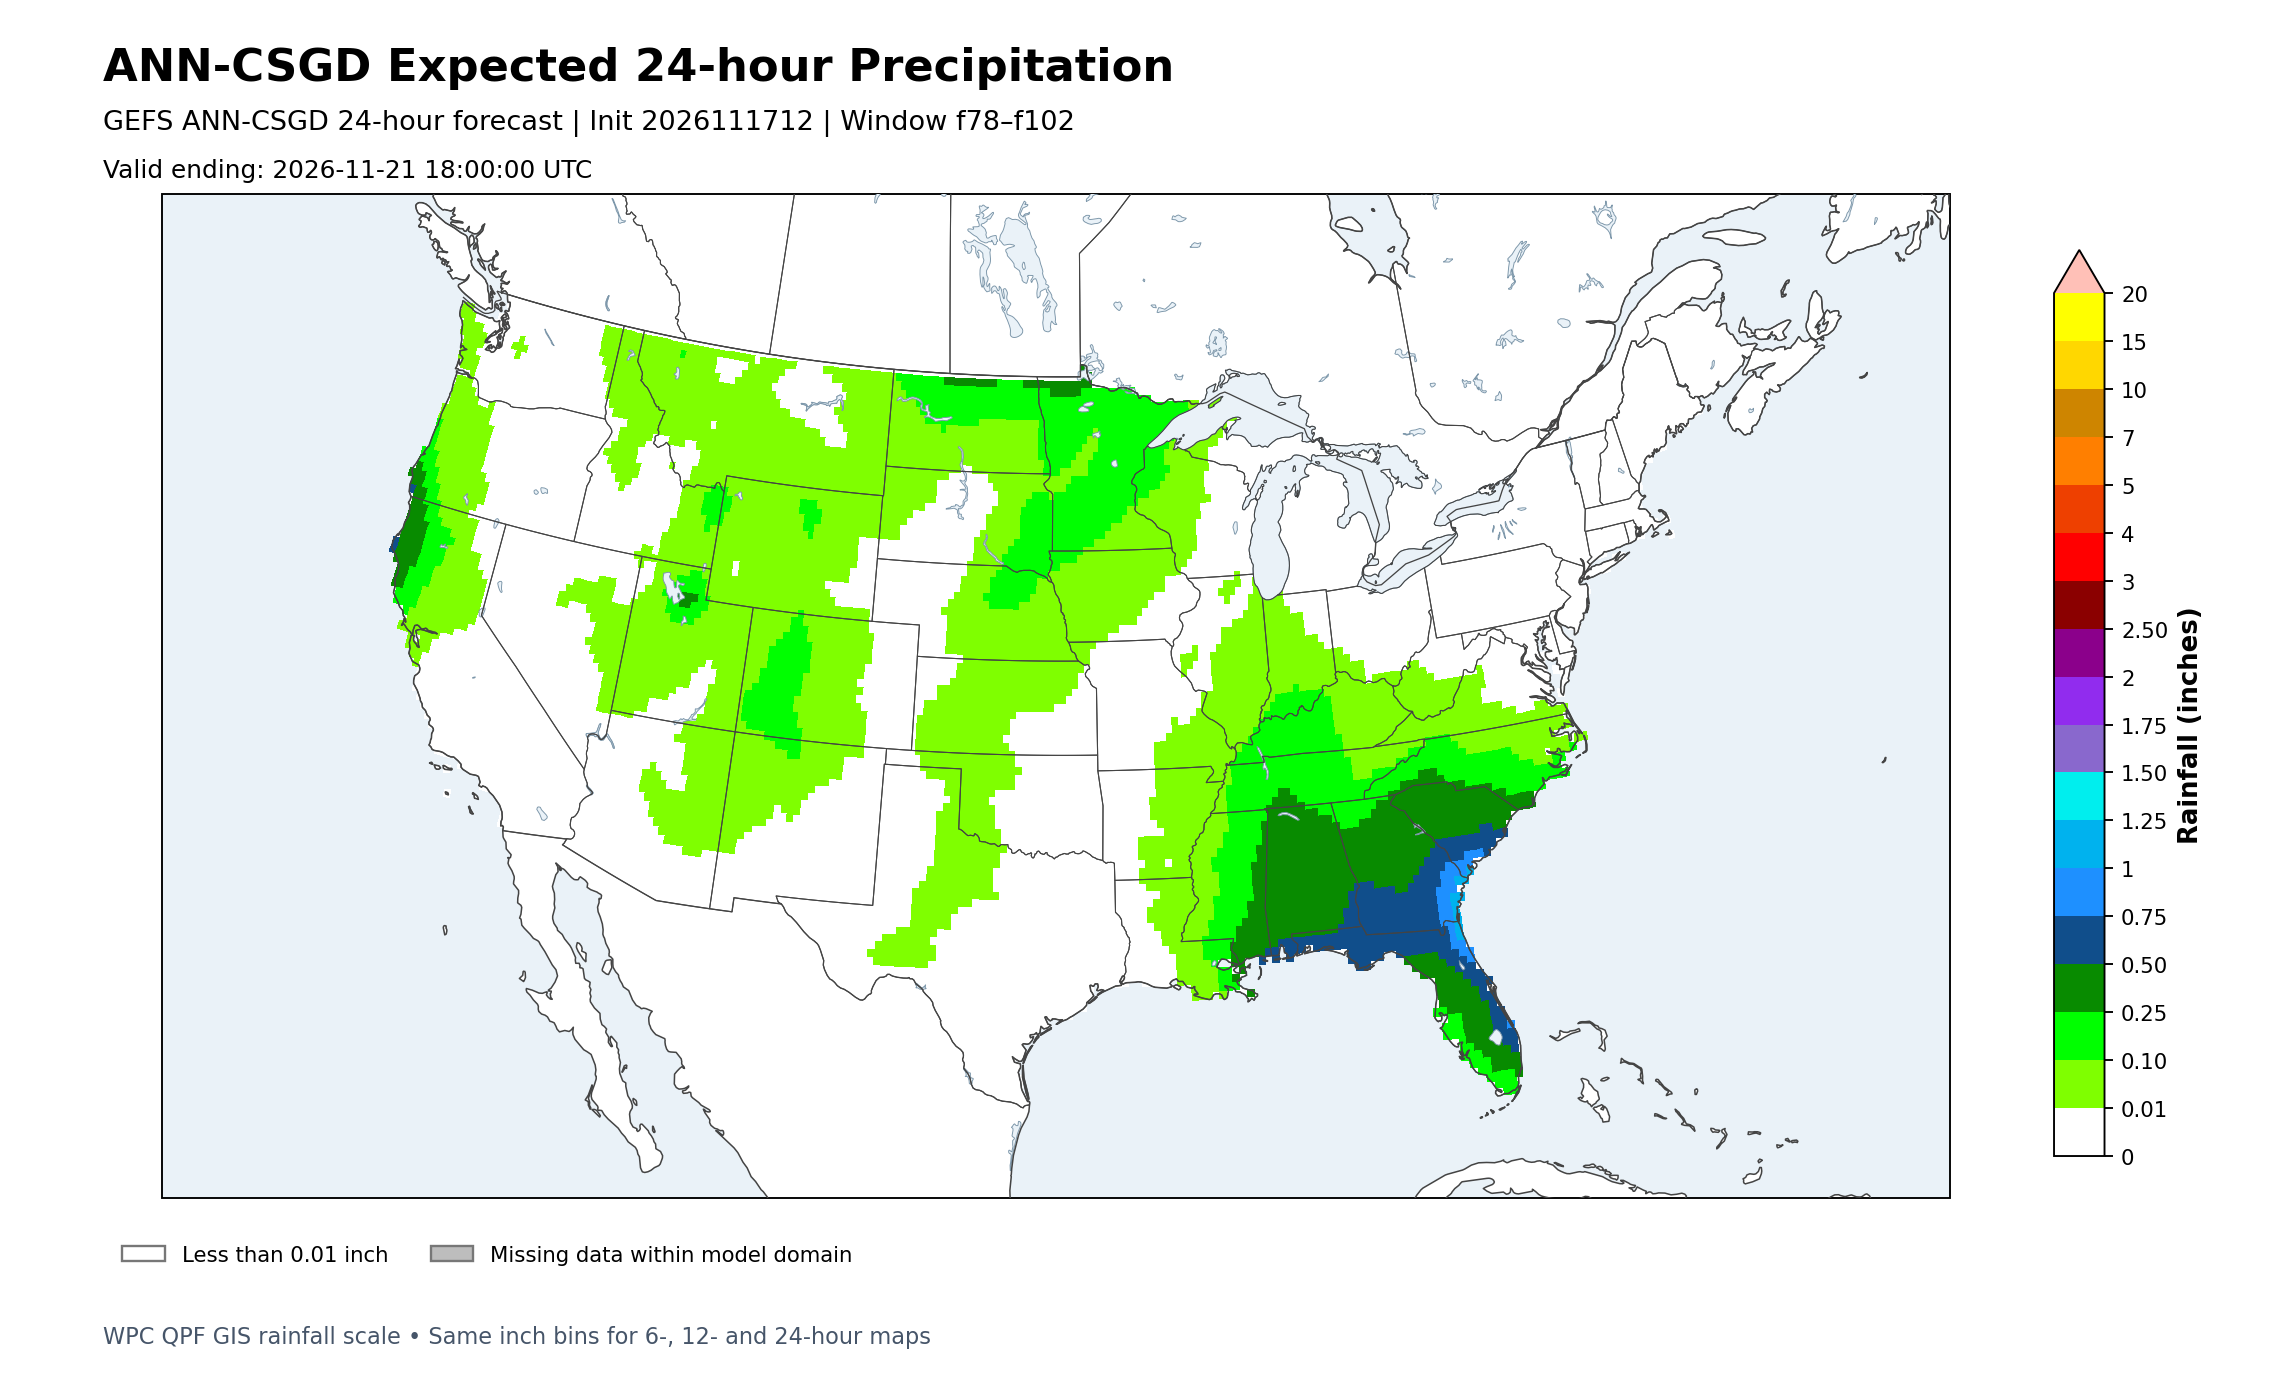 ANN-CSGD Expected 24-hour Precipitation
GEFS ANN-CSGD 24-hour forecast | Init 2026111712 | Window f78–f102
Valid ending: 2026-11-21 18:00:00 UTC
20
15
10
7
5
4
3
2.50
2
1.75
1.50
1.25
1
0.75
0.50
0.25
0.10
0.01
0
Rainfall (inches)
Less than 0.01 inch
Missing data within model domain
WPC QPF GIS rainfall scale • Same inch bins for 6-, 12- and 24-hour maps